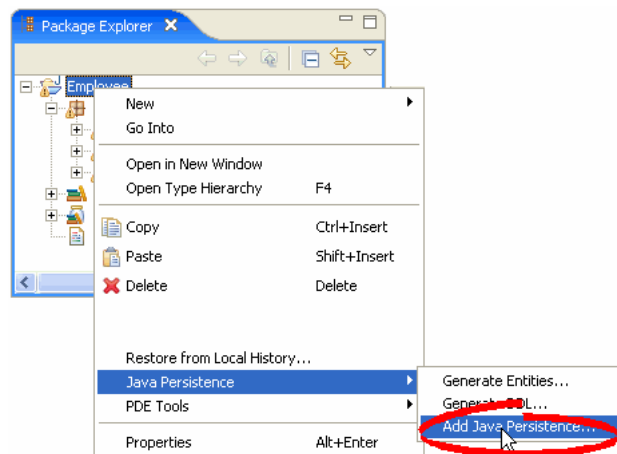 Package Explorer
Employee
New
Go Into
Open in New Window
Open Type Hierarchy F4
Copy Ctrl+Insert
Paste Shift+Insert
Delete Delete
Restore from Local History...
Java Persistence
PDE Tools
Properties Alt+Enter
Generate Entities...
Generate DDL...
Add Java Persistence...